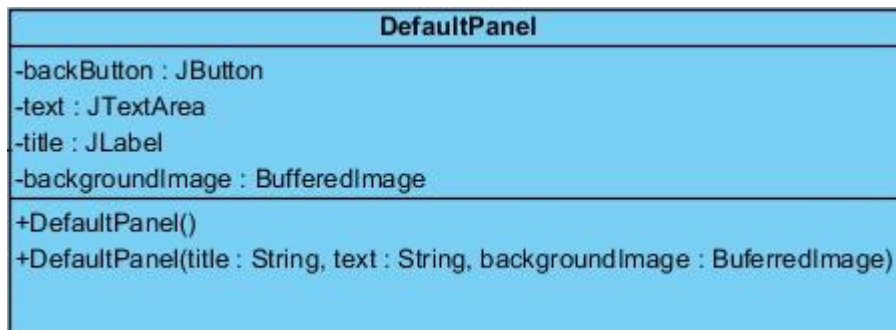 DefaultPanel
-backButton : JButton
-text : JTextArea
-title : JLabel
-backgroundImage : BufferedImage
+DefaultPanel()
+DefaultPanel(title : String, text : String, backgroundImage : BuferredImage)